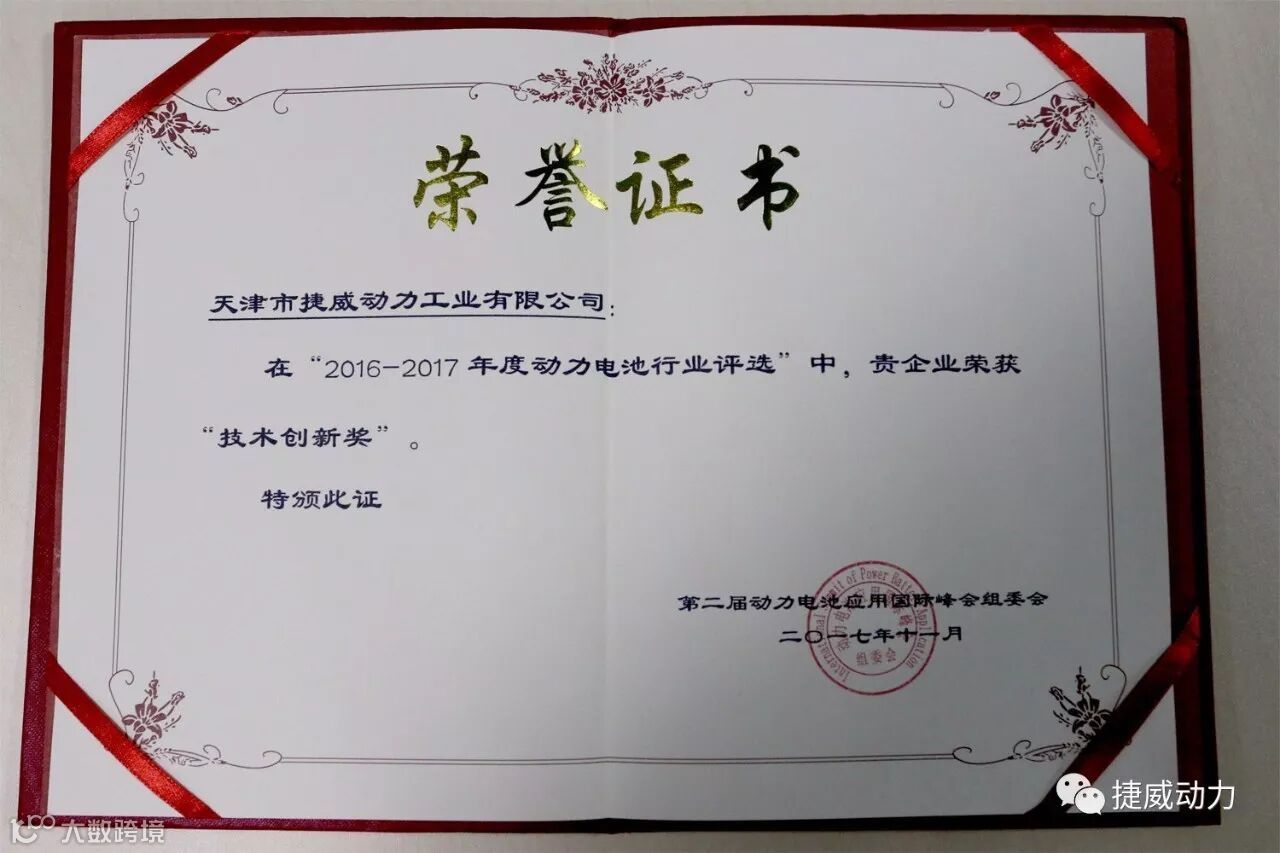 荣誉证书
天津市捷威动力工业有限公司：
在“2016-2017年度动力电池行业评选”中，贵企业荣获
“技术创新奖”。
特颁此证
第二届动力电池应用国际峰会组委会
二〇一七年十一月
组委会
捷威动力
大数跨境